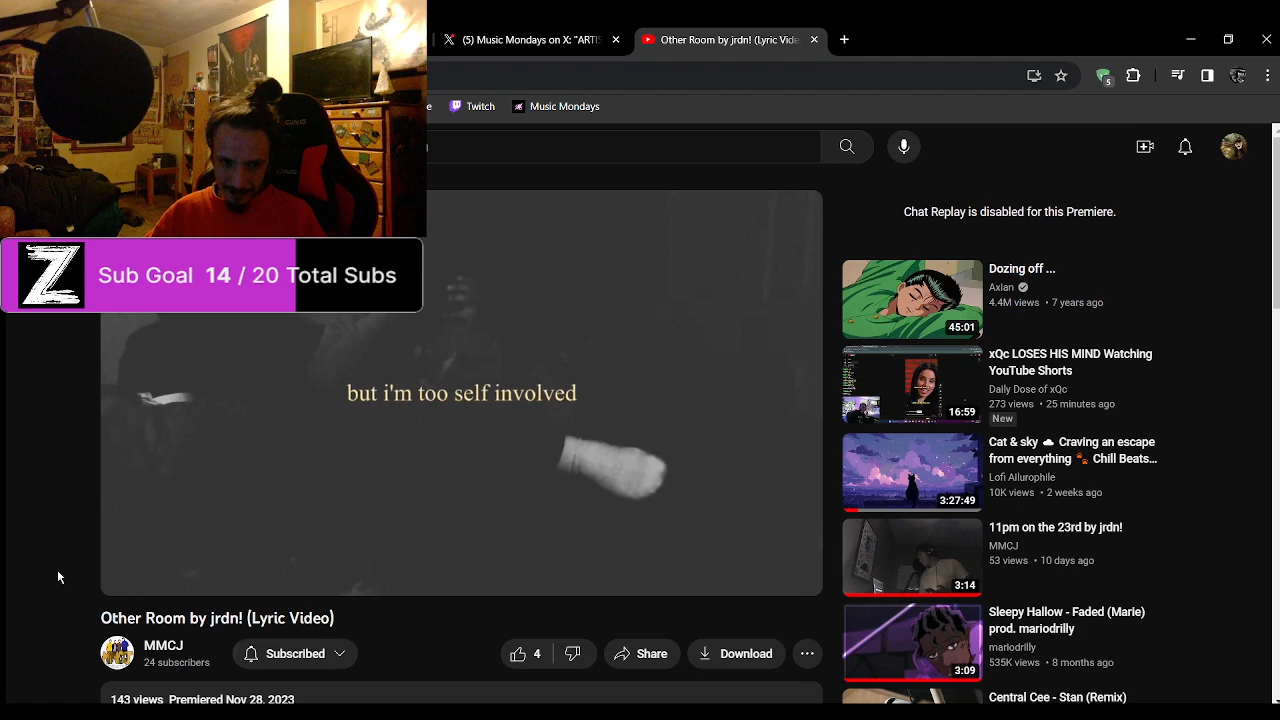 (5) Music Mondays on X: "ARTI
Other Room by jrdn! (Lyric Vide
5
Twitch
Music Mondays
CINQ
CINQ
Z
Sub Goal 14 / 20 Total Subs
but i'm too self involved
Other Room by jrdn! (Lyric Video)
MMCJ
24 subscribers
Subscribed
4
Share
Download
143 views Premiered Nov 28, 2023
Chat Replay is disabled for this Premiere.
Dozing off ...
Axian
4.4M views • 7 years ago
45:01
xQc LOSES HIS MIND Watching
YouTube Shorts
Daily Dose of xQc
273 views • 25 minutes ago
New
16:59
Cat & sky ☁️ Craving an escape
from everything 🐾 Chill Beats...
Lofi Ailurophile
10K views • 2 weeks ago
3:27:49
11pm on the 23rd by jrdn!
MMCJ
53 views • 10 days ago
3:14
Sleepy Hallow - Faded (Marie)
prod. mariodrilly
mariodrilly
535K views • 8 months ago
3:09
Central Cee - Stan (Remix)